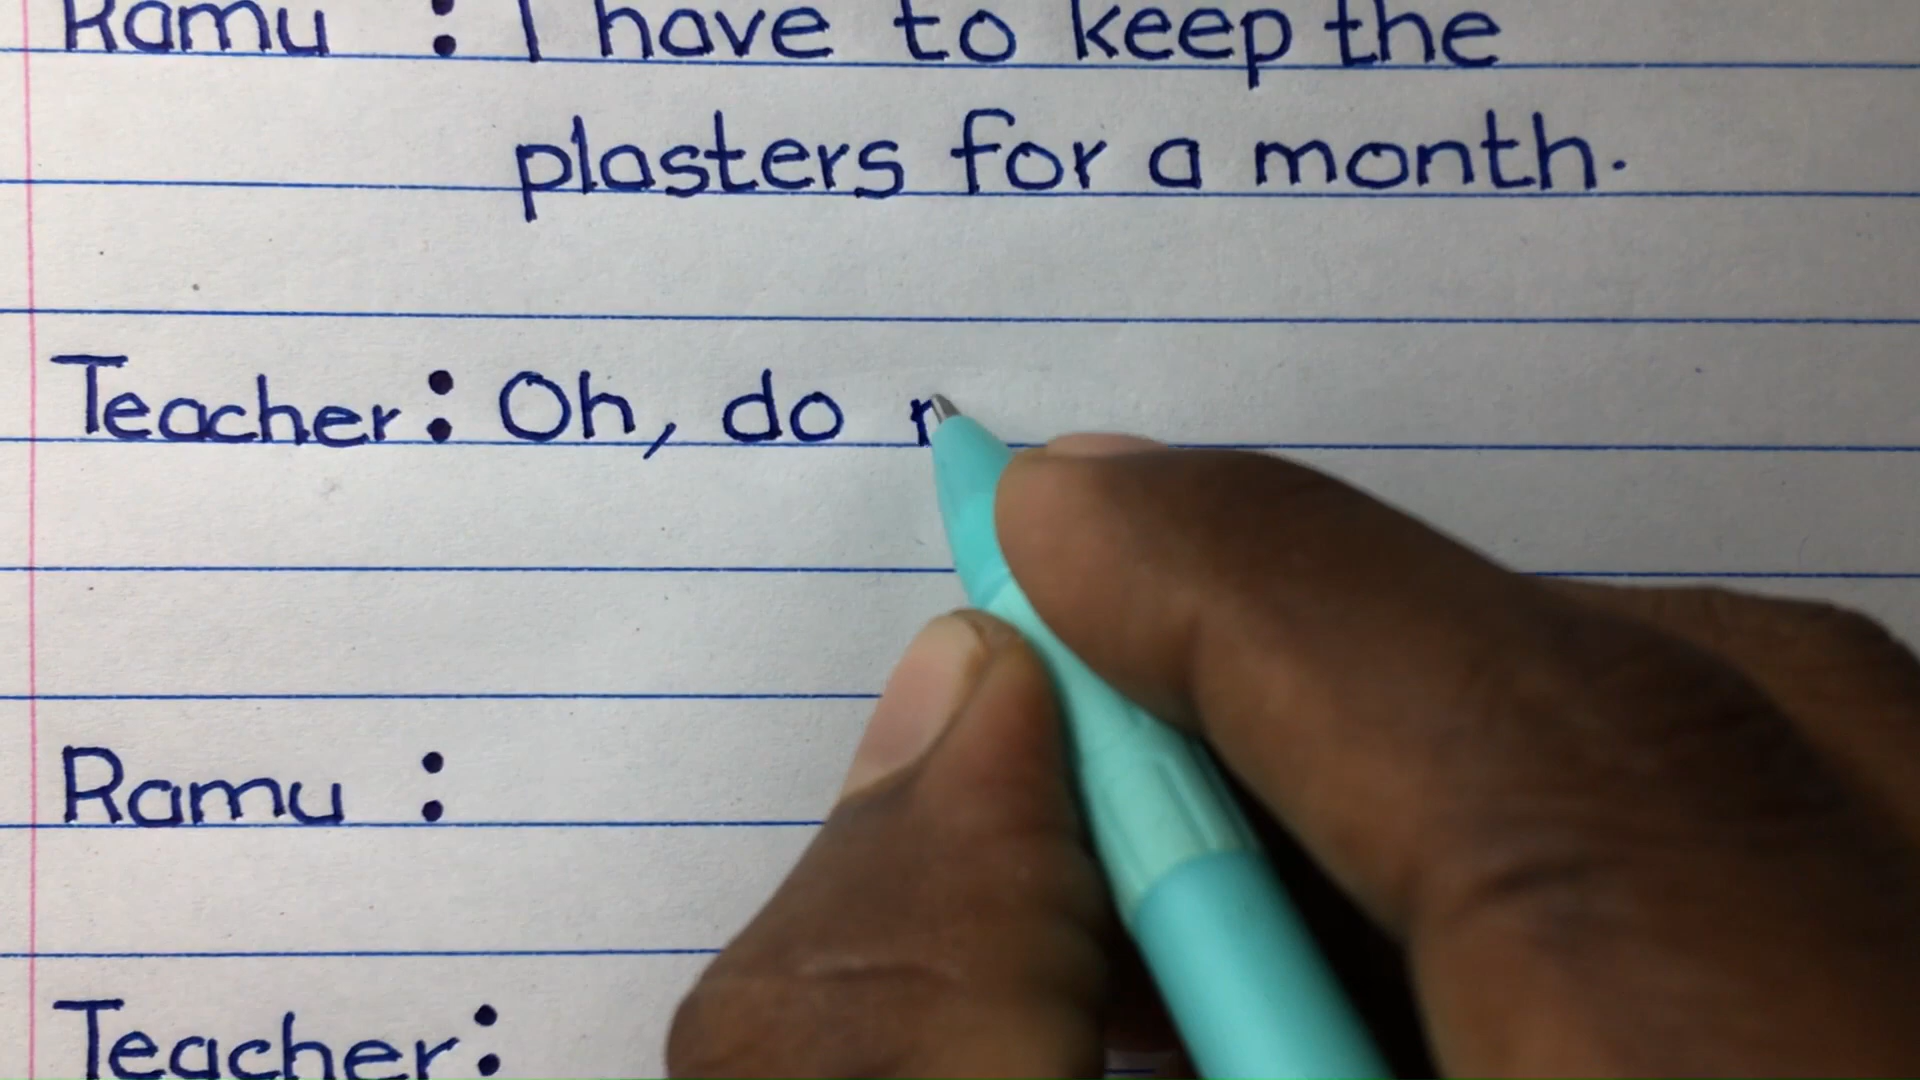 Ramu : I have to keep the
plasters for a month.
Teacher: Oh, do
Ramu :
Teacher: